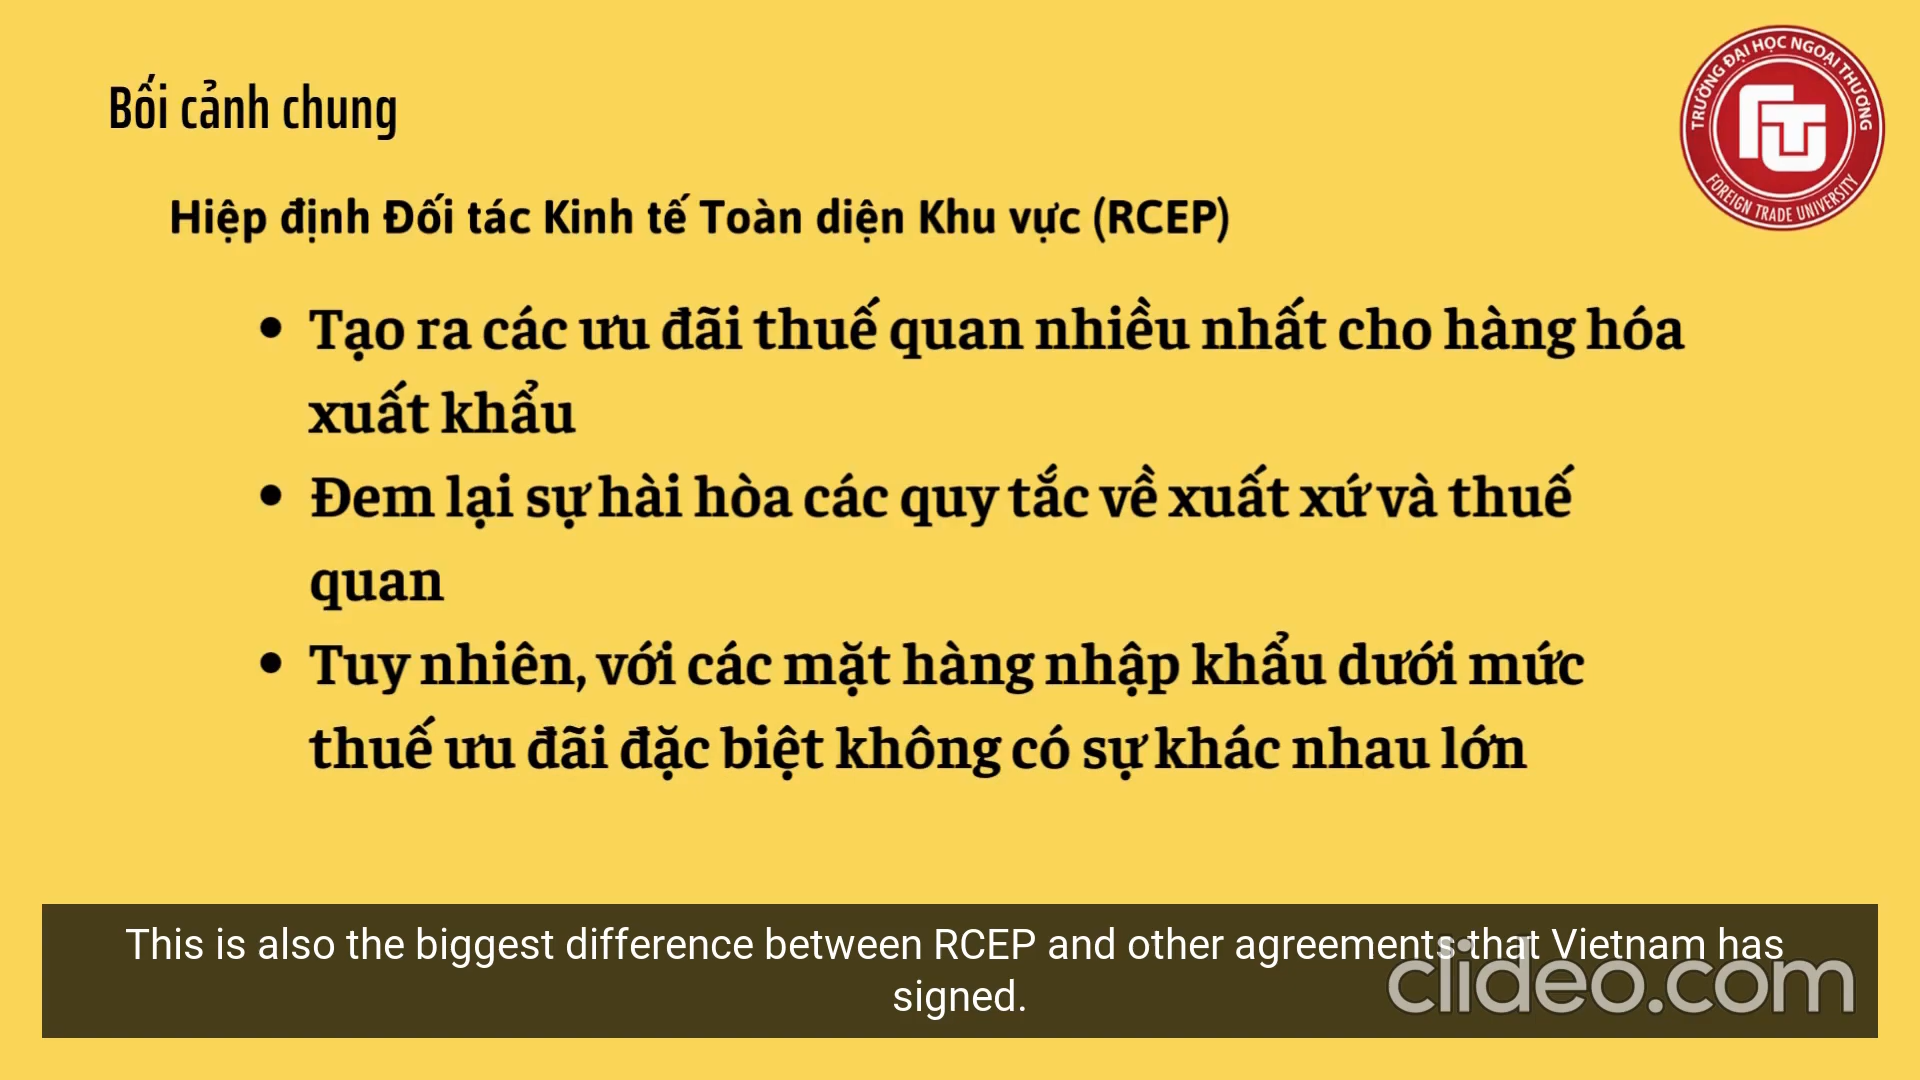 Bối cảnh chung
TRƯỜNG ĐẠI HỌC NGOẠI THƯƠNG
FTU
FOREIGN TRADE UNIVERSITY
Hiệp định Đối tác Kinh tế Toàn diện Khu vực (RCEP)
• Tạo ra các ưu đãi thuế quan nhiều nhất cho hàng hóa
xuất khẩu
• Đem lại sự hài hòa các quy tắc về xuất xứ và thuế
quan
• Tuy nhiên, với các mặt hàng nhập khẩu dưới mức
thuế ưu đãi đặc biệt không có sự khác nhau lớn
This is also the biggest difference between RCEP and other agreements that Vietnam has
signed.
clideo.com